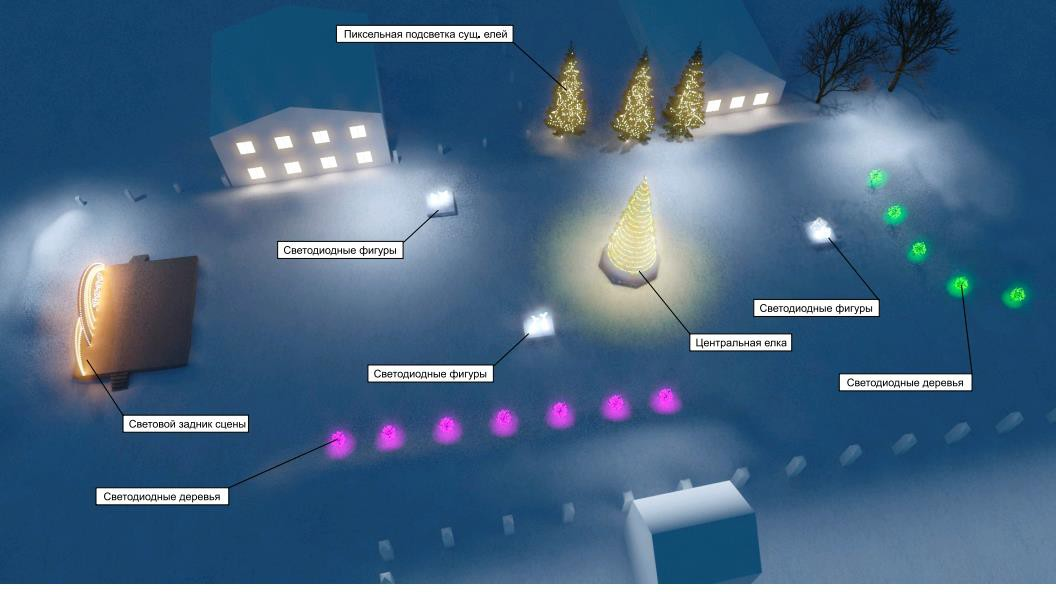 Пиксельная подсветка сущ. елей
Светодиодные фигуры
Светодиодные фигуры
Центральная елка
Светодиодные фигуры
Светодиодные деревья
Световой задник сцены
Светодиодные деревья